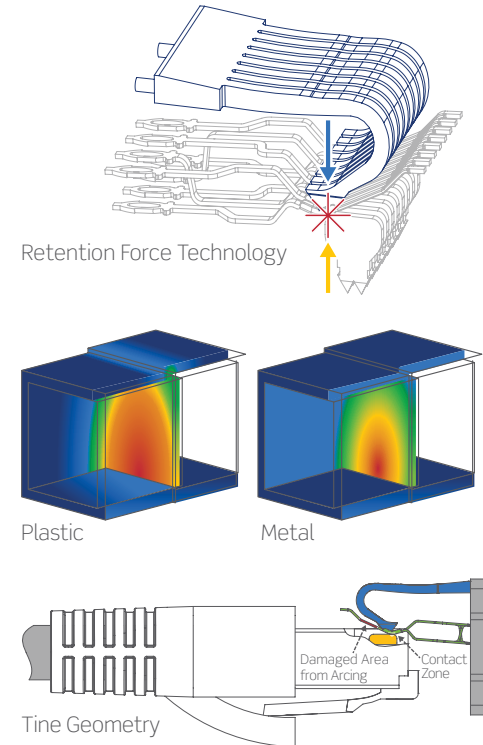 Retention Force Technology
Plastic
Metal
Damaged Area
from Arcing
Contact
Zone
Tine Geometry